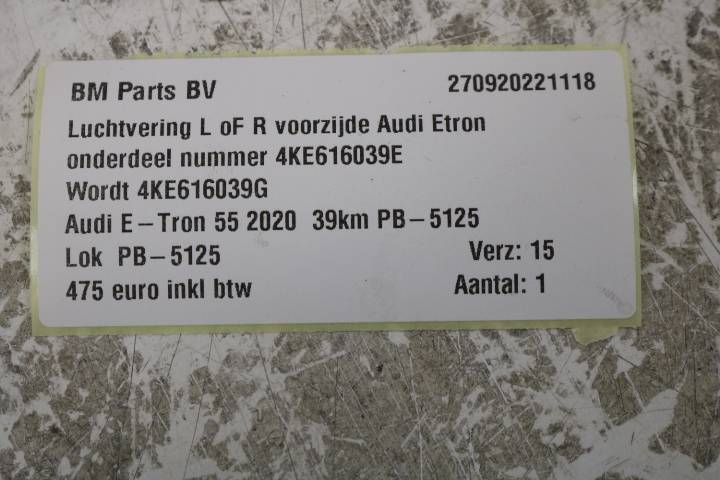 BM Parts BV 270920221118
Luchtvering L oF R voorzijde Audi Etron
onderdeel nummer 4KE616039E
Wordt 4KE616039G
Audi E-Tron 55 2020 39km PB-5125
Lok PB-5125 Verz: 15
475 euro inkl btw Aantal: 1